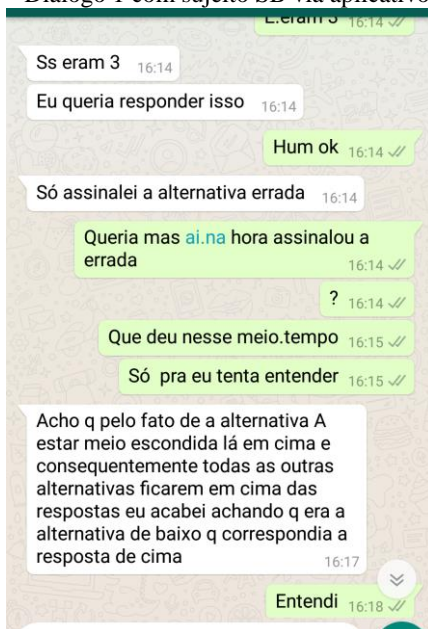 Diálogo 1 com sujeito SB via aplicativo
E.eram 3 16:14
Ss eram 3 16:14
Eu queria responder isso 16:14
Hum ok 16:14
Só assinalei a alternativa errada 16:14
Queria mas ai.na hora assinalou a
errada 16:14
? 16:14
Que deu nesse meio.tempo 16:15
Só pra eu tenta entender 16:15
Acho q pelo fato de a alternativa A
estar meio escondida lá em cima e
consequentemente todas as outras
alternativas ficarem em cima das
respostas eu acabei achando q era a
alternativa de baixo q correspondia a
resposta de cima 16:17
Entendi 16:18